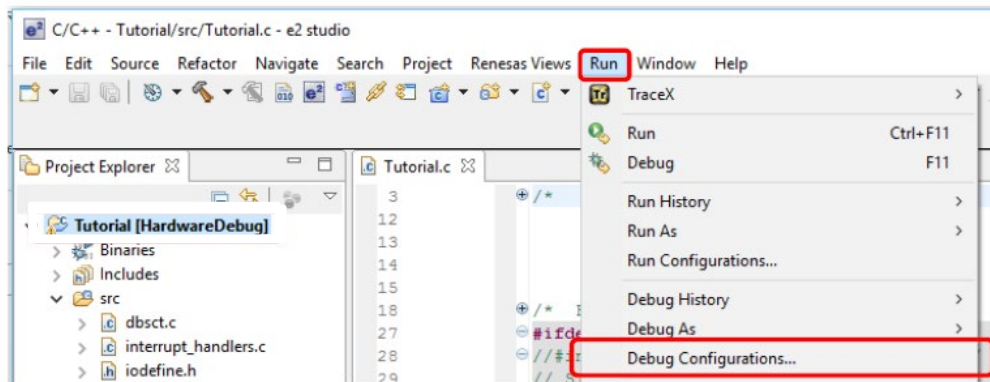 C/C++ - Tutorial/src/Tutorial.c - e2 studio
File Edit Source Refactor Navigate Search Project Renesas Views Run Window Help
TraceX
Run Ctrl+F11
Debug F11
Run History
Run As
Run Configurations...
Debug History
Debug As
Debug Configurations...
Project Explorer
Tutorial [HardwareDebug]
Binaries
Includes
src
dbsct.c
interrupt_handlers.c
iodefine.h
Tutorial.c
3 /*
12
13
14
15
18 /*
27
28
29